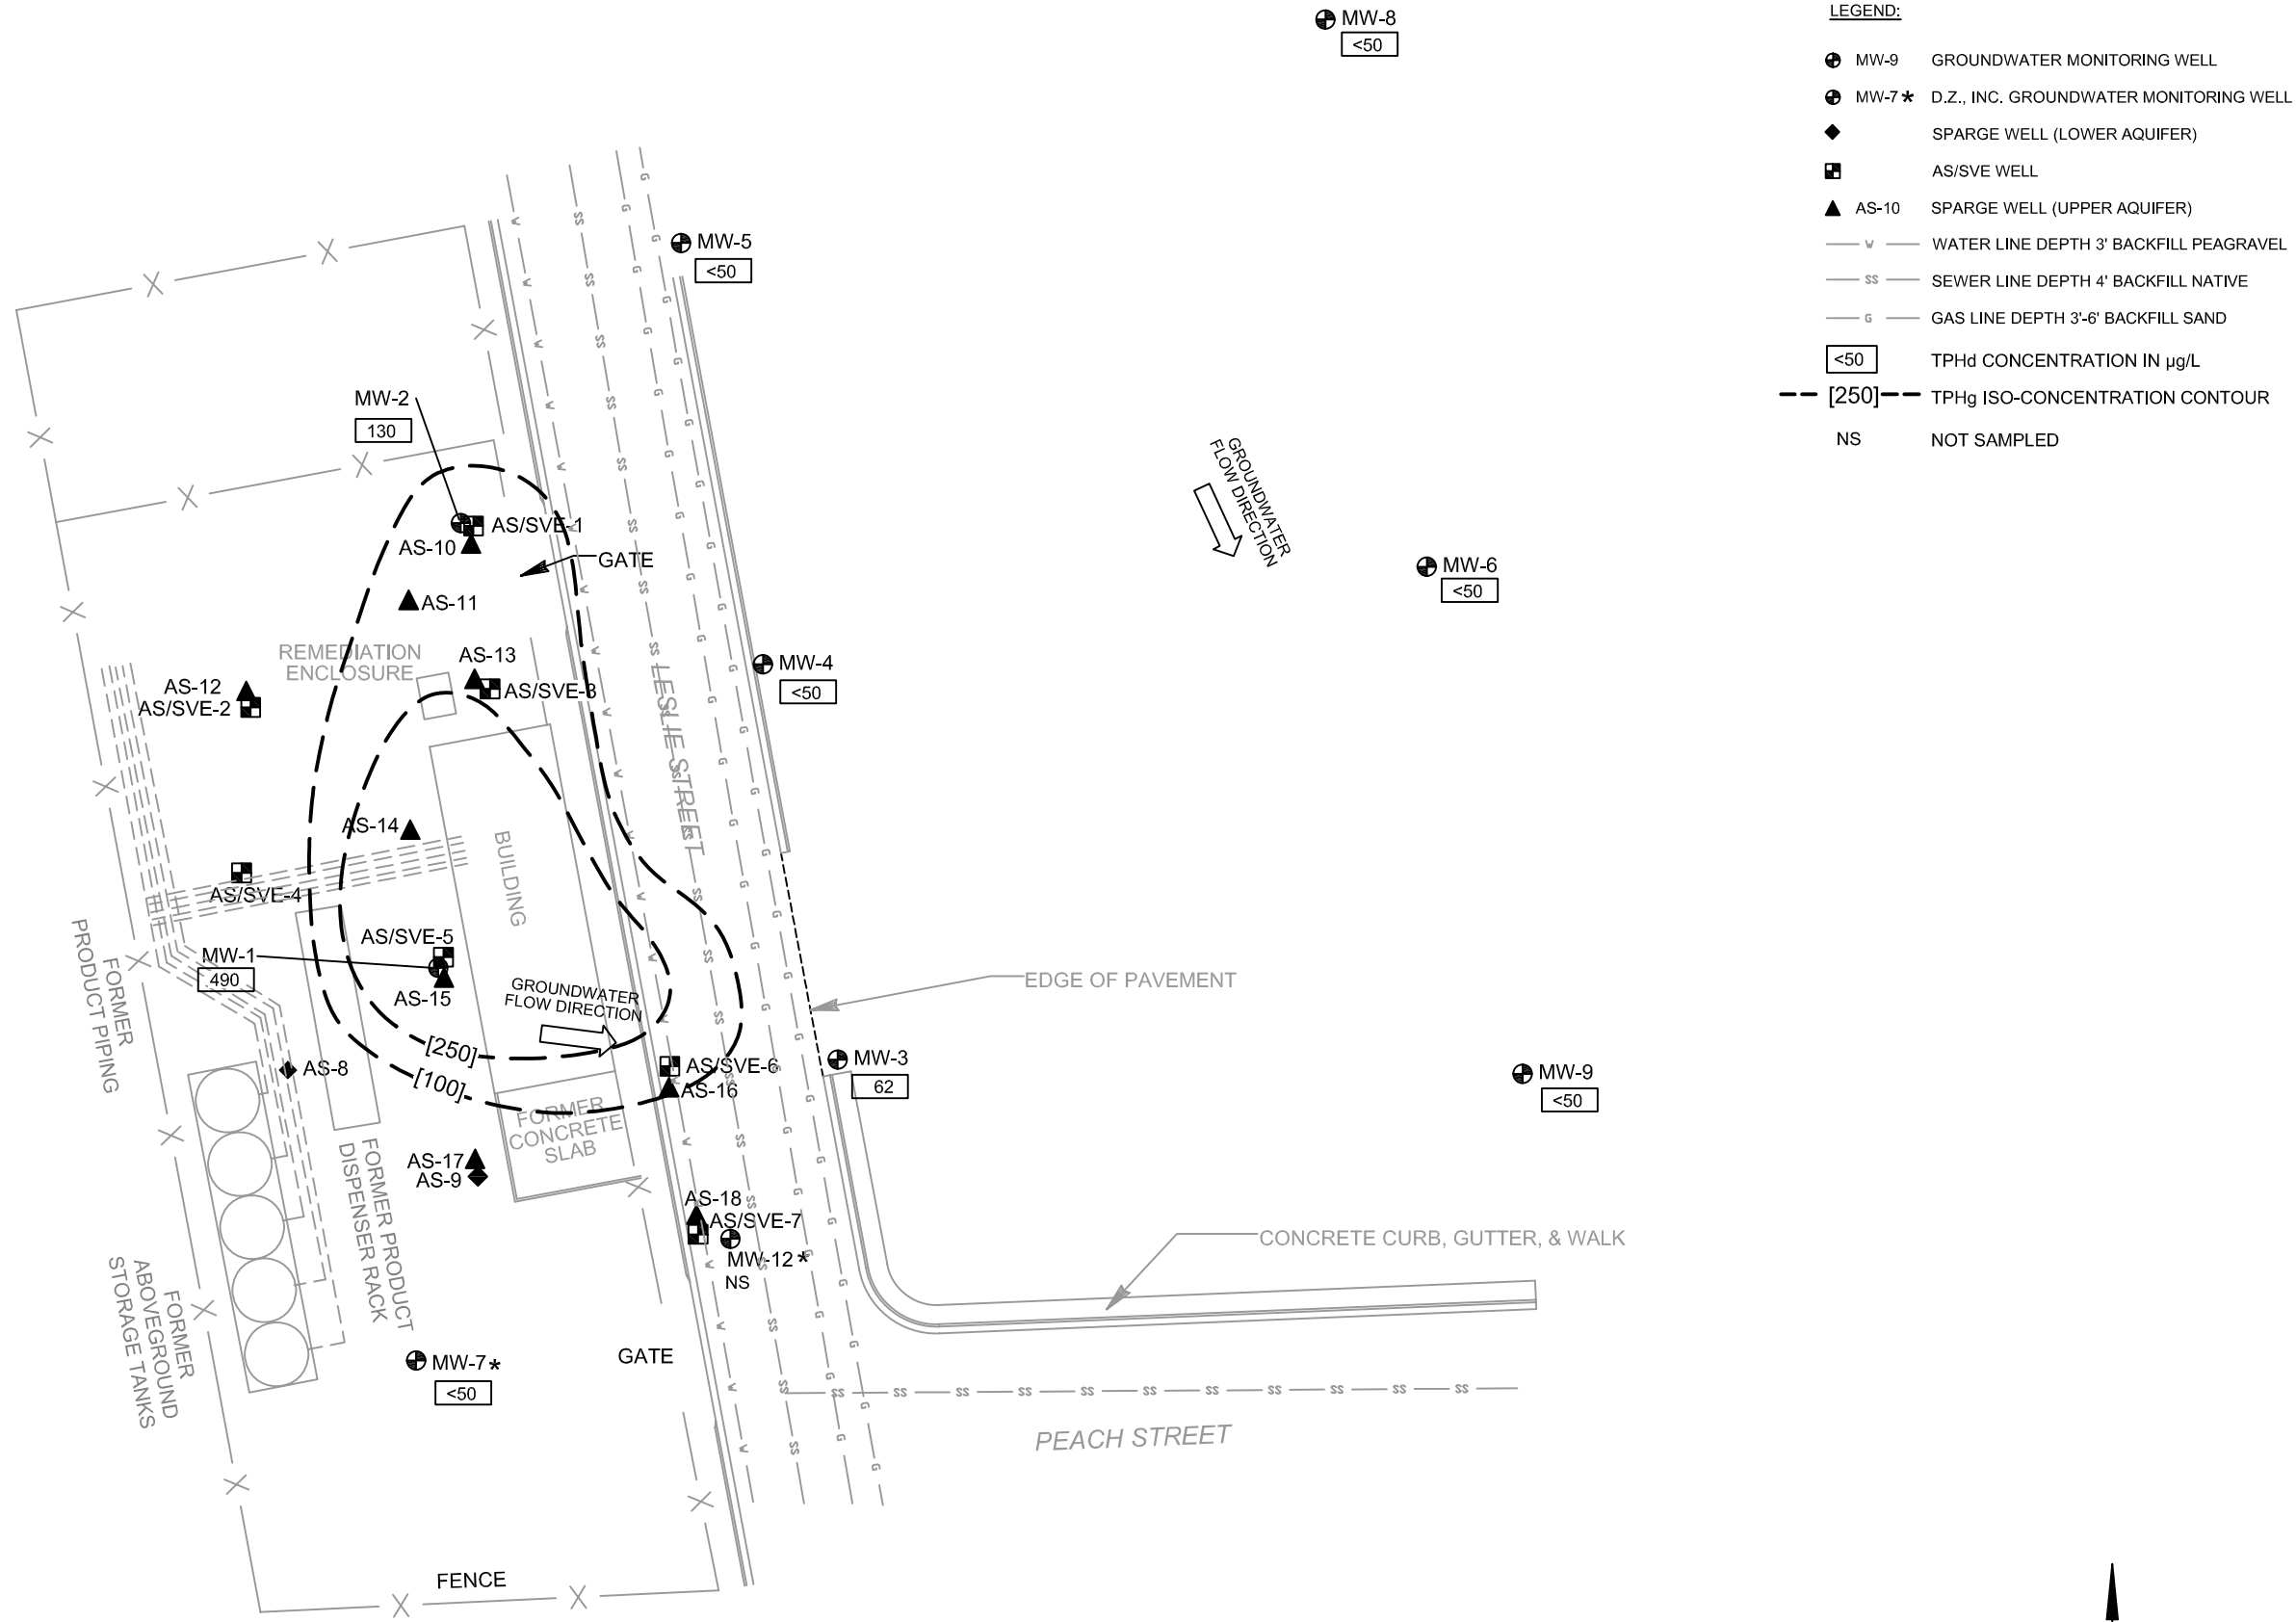 LEGEND:
MW-9 GROUNDWATER MONITORING WELL
MW-7* D.Z., INC. GROUNDWATER MONITORING WELL
SPARGE WELL (LOWER AQUIFER)
AS/SVE WELL
AS-10 SPARGE WELL (UPPER AQUIFER)
W WATER LINE DEPTH 3' BACKFILL PEAGRAVEL
SS SEWER LINE DEPTH 4' BACKFILL NATIVE
G GAS LINE DEPTH 3'-6' BACKFILL SAND
<50 TPHd CONCENTRATION IN µg/L
[250] TPHg ISO-CONCENTRATION CONTOUR
NS NOT SAMPLED
MW-8
<50
MW-5
<50
MW-2
130
AS/SVE-1
AS-10
GATE
AS-11
GROUNDWATER
FLOW DIRECTION
MW-6
<50
REMEDIATION
ENCLOSURE
AS-13
AS/SVE-3
AS-12
AS/SVE-2
MW-4
<50
LESLIE STREET
AS-14
BUILDING
AS/SVE-4
AS/SVE-5
MW-1
490
AS-15
FORMER
PRODUCT PIPING
GROUNDWATER
FLOW DIRECTION
EDGE OF PAVEMENT
[250]
[100]
AS-8
AS/SVE-6
AS-16
MW-3
62
MW-9
<50
FORMER
CONCRETE
SLAB
AS-17
AS-9
FORMER PRODUCT
DISPENSER RACK
AS-18
AS/SVE-7
MW-12*
NS
CONCRETE CURB, GUTTER, & WALK
FORMER
ABOVEGROUND
STORAGE TANKS
MW-7*
<50
GATE
PEACH STREET
FENCE